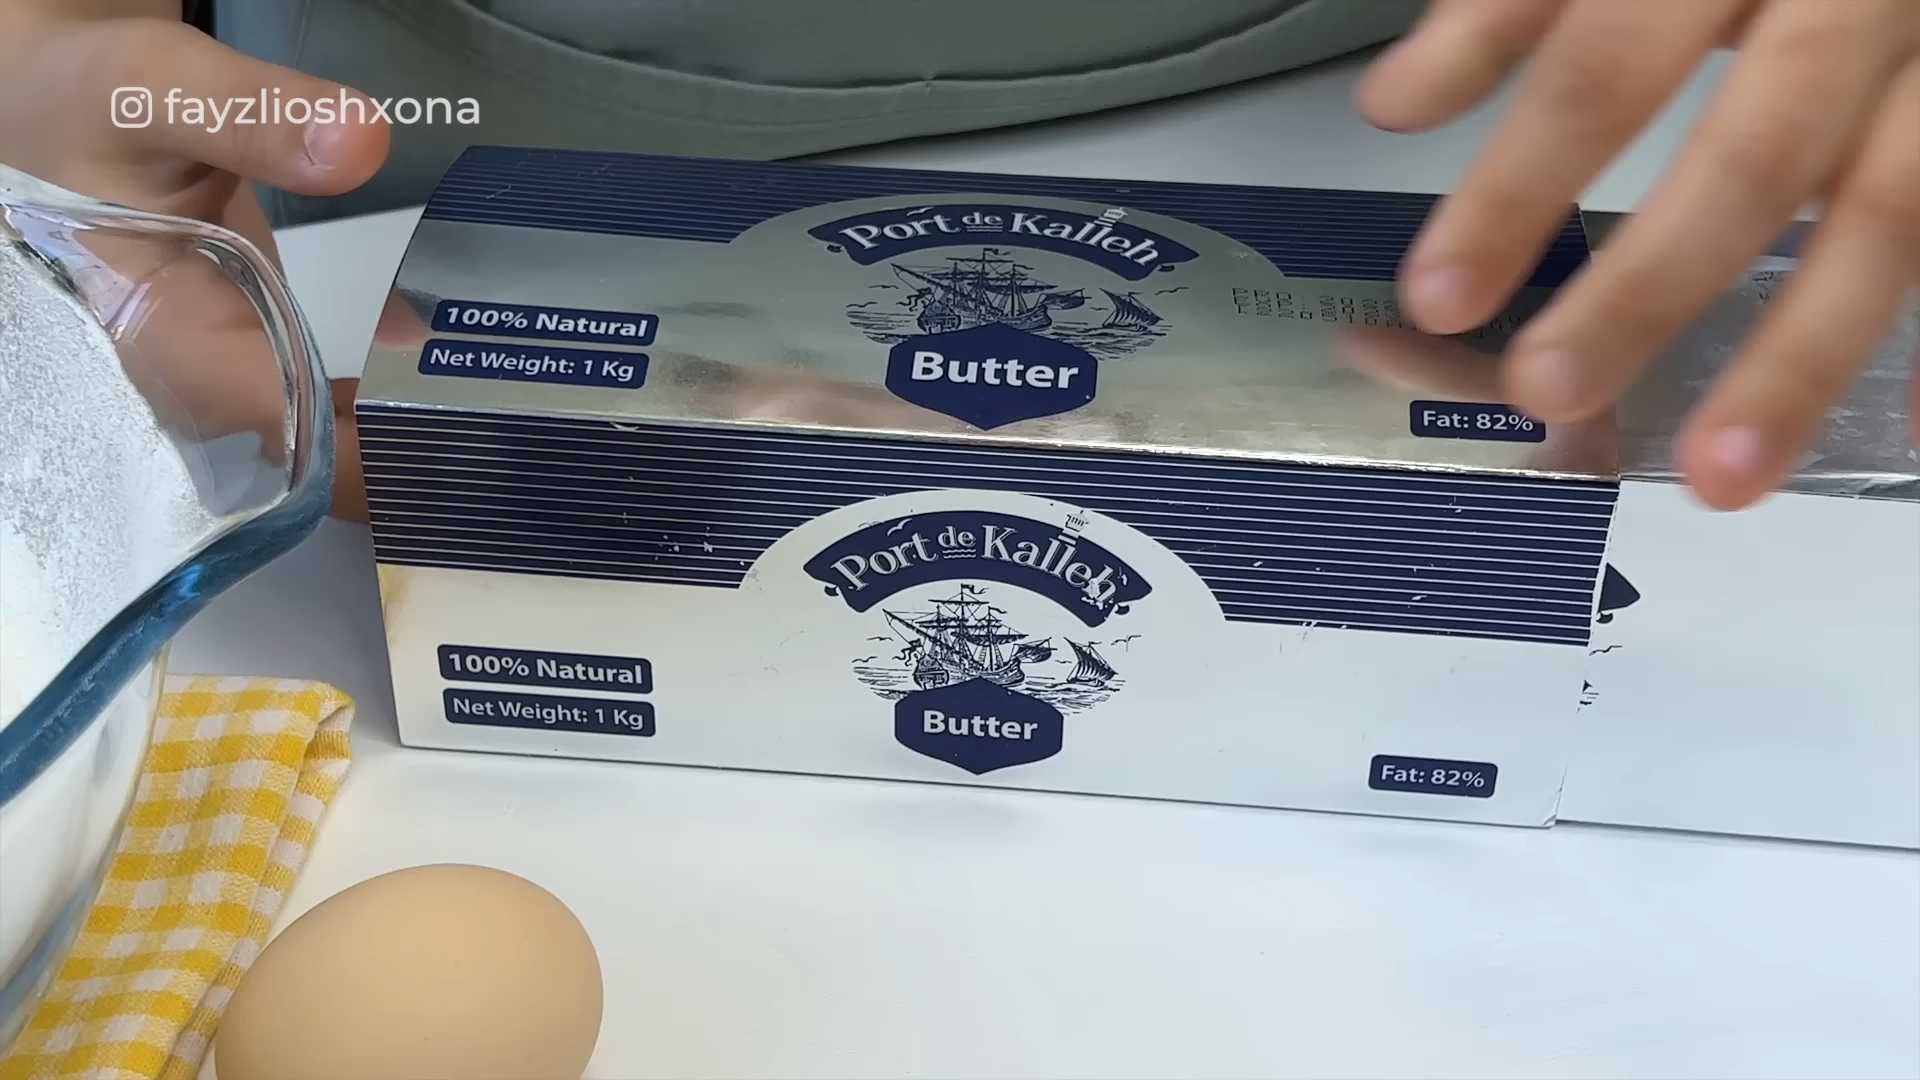 fayzlioshxona
Port de Kalleh
100% Natural
Net Weight: 1 Kg
Butter
Fat: 82%
Port de Kalleh
100% Natural
Net Weight: 1 Kg
Butter
Fat: 82%